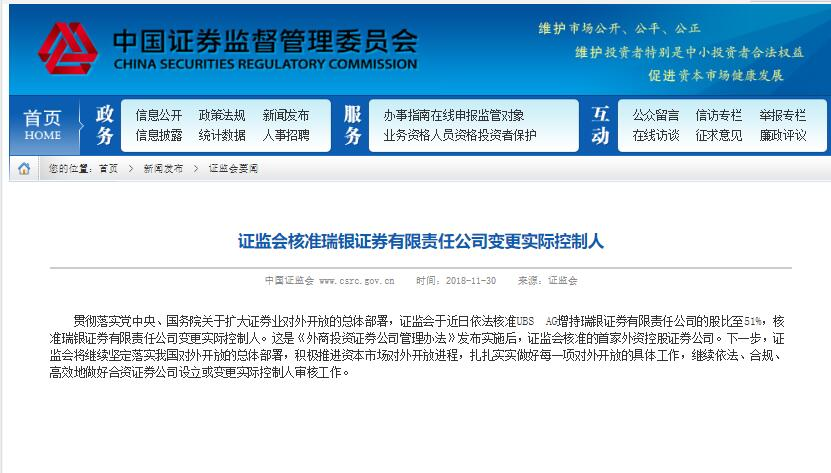 中国证券监督管理委员会
CHINA SECURITIES REGULATORY COMMISSION
维护市场公开、公平、公正
维护投资者特别是中小投资者合法权益
促进资本市场健康发展
首页
HOME
政务
信息公开 政策法规 新闻发布
信息披露 统计数据 人事招聘
服务
办事指南在线申报监管对象
业务资格人员资格投资者保护
互动
公众留言 信访专栏 举报专栏
在线访谈 征求意见 廉政评议
您的位置：首页 > 新闻发布 > 证监会要闻
证监会核准瑞银证券有限责任公司变更实际控制人
中国证监会 www.csrc.gov.cn 时间：2018-11-30 来源：证监会
贯彻落实党中央、国务院关于扩大证券业对外开放的总体部署，证监会于近日依法核准UBS AG增持瑞银证券有限责任公司的股比至51%，核
准瑞银证券有限责任公司变更实际控制人。这是《外商投资证券公司管理办法》发布实施后，证监会核准的首家外资控股证券公司。下一步，证
监会将继续坚定落实我国对外开放的总体部署，积极推进资本市场对外开放进程，扎扎实实做好每一项对外开放的具体工作，继续依法、合规、
高效地做好合资证券公司设立或变更实际控制人审核工作。